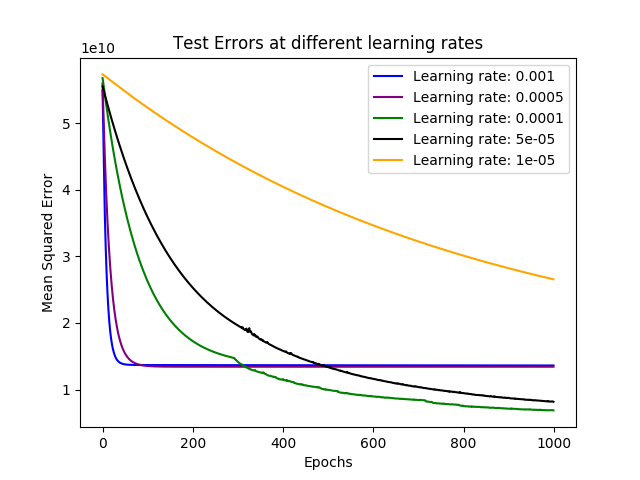 Test Errors at different learning rates
1e10
Learning rate: 0.001
Learning rate: 0.0005
Learning rate: 0.0001
Learning rate: 5e-05
Learning rate: 1e-05
5
4
3
2
1
Mean Squared Error
0 200 400 600 800 1000
Epochs